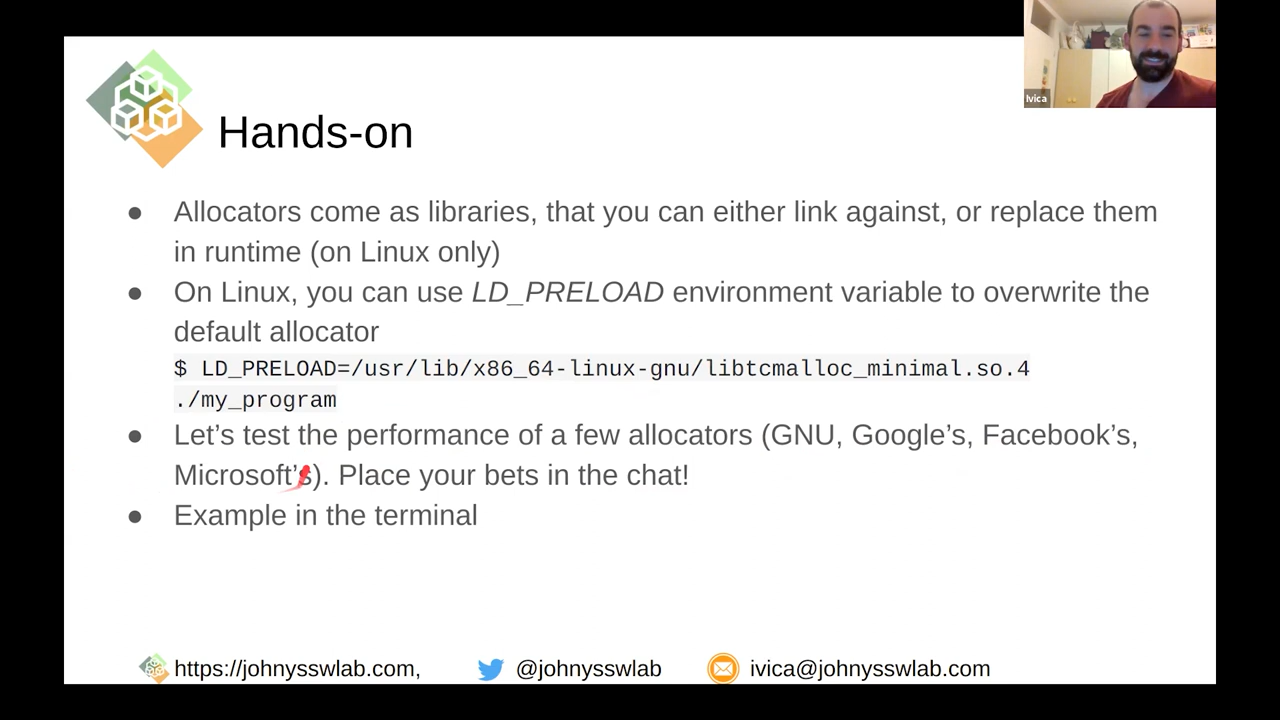 Ivica
Hands-on
● Allocators come as libraries, that you can either link against, or replace them
in runtime (on Linux only)
● On Linux, you can use LD_PRELOAD environment variable to overwrite the
default allocator
$ LD_PRELOAD=/usr/lib/x86_64-linux-gnu/libtcmalloc_minimal.so.4
./my_program
● Let’s test the performance of a few allocators (GNU, Google’s, Facebook’s,
Microsoft’s). Place your bets in the chat!
● Example in the terminal
https://johnysswlab.com, @johnysswlab ivica@johnysswlab.com